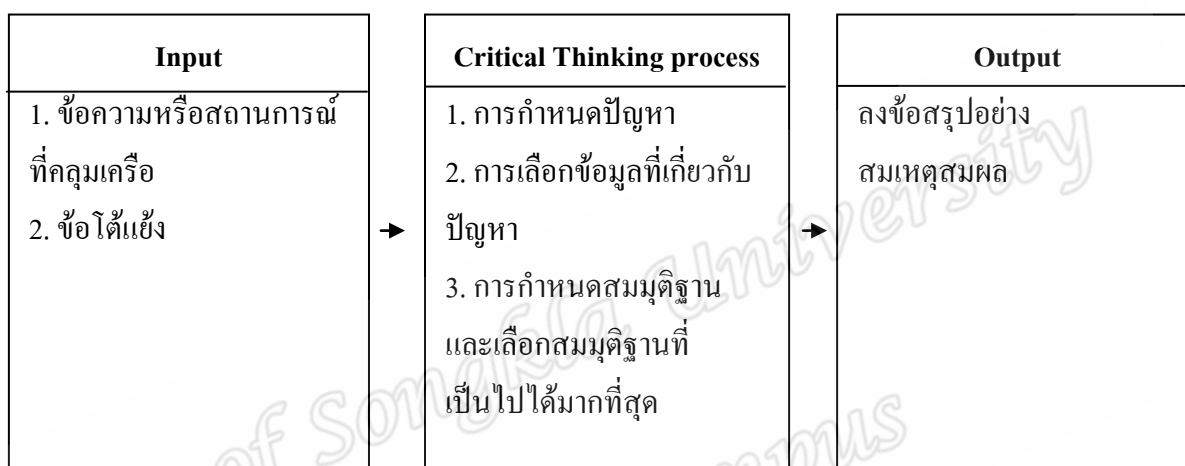 Input
1. ข้อความหรือสถานการณ์
ที่คลุมเครือ
2. ข้อโต้แย้ง
Critical Thinking process
1. การกำหนดปัญหา
2. การเลือกข้อมูลที่เกี่ยวกับ
ปัญหา
3. การกำหนดสมมุติฐาน
และเลือกสมมุติฐานที่
เป็นไปได้มากที่สุด
Output
ลงข้อสรุปอย่าง
สมเหตุสมผล
of Songkla University